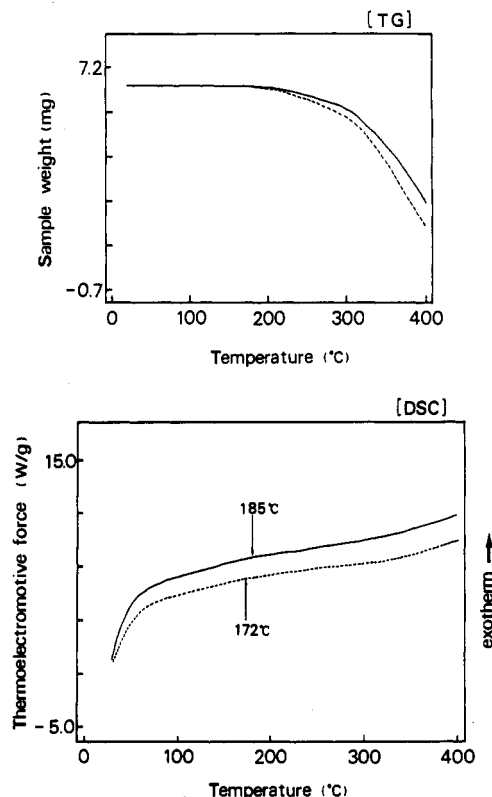 [TG]
7.2
Sample weight (mg)
-0.7
0 100 200 300 400
Temperature (℃)
[DSC]
15.0
Thermoelectromotive force (W/g)
185℃
172℃
exotherm →
-5.0
0 100 200 300 400
Temperature (℃)